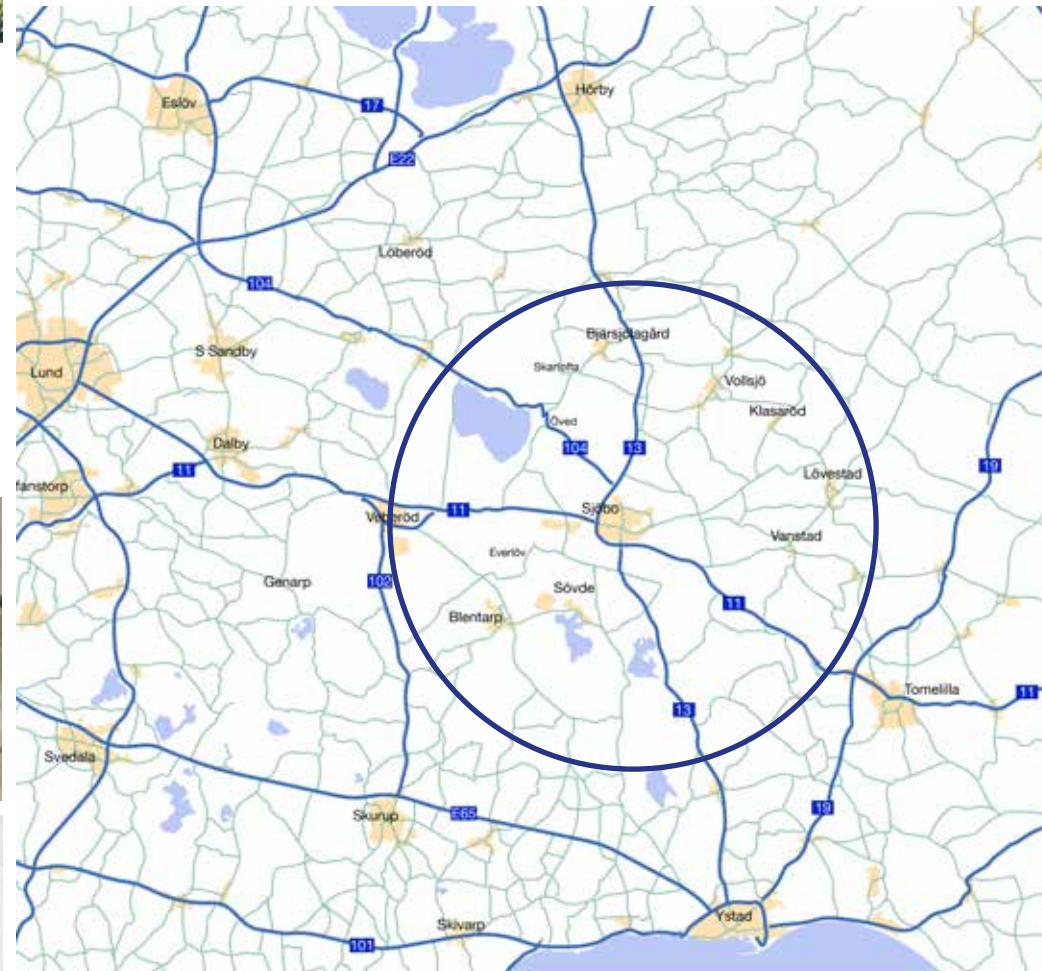 Eslöv
Hörby
17
E22
Löberöd
104
S Sandby
Bjärsjölagård
Lund
Skartofta
Vollsjö
Klasaröd
Öved
Dalby
104
13
11
19
Lövestad
fanstorp
11
Sjöbo
Veberöd
Vanstad
Everlöv
Genarp
102
Sövde
11
Blentarp
Tomelilla
11
13
Svedala
19
E65
Skurup
Ystad
Skivarp
101